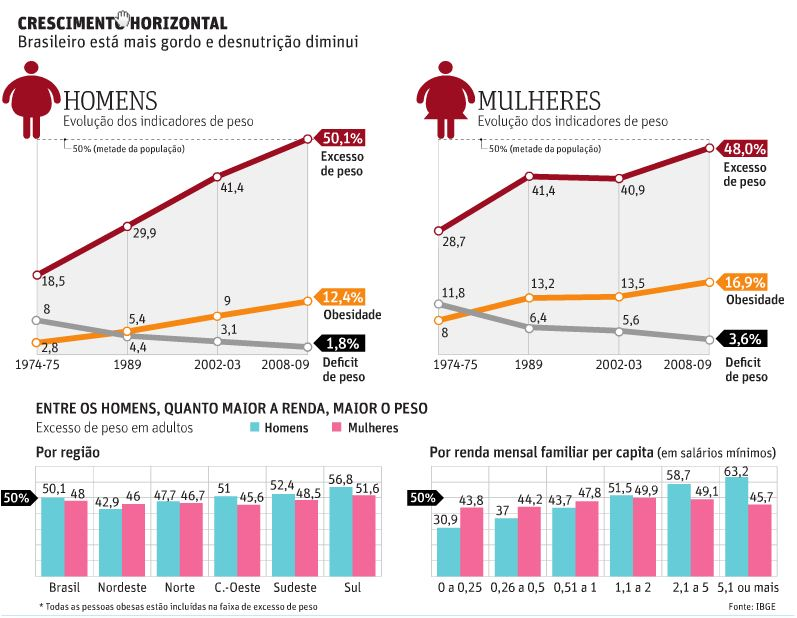 CRESCIMENTO HORIZONTAL
Brasileiro está mais gordo e desnutrição diminui
HOMENS
Evolução dos indicadores de peso
50% (metade da população)
50,1%
Excesso
de peso
41,4
29,9
18,5
12,4%
Obesidade
9
5,4
2,8
8
4,4
3,1
1,8%
Deficit
de peso
1974-75 1989 2002-03 2008-09
MULHERES
Evolução dos indicadores de peso
50% (metade da população)
48,0%
Excesso
de peso
41,4
40,9
28,7
16,9%
Obesidade
13,2
13,5
11,8
8
6,4
5,6
3,6%
Deficit
de peso
1974-75 1989 2002-03 2008-09
ENTRE OS HOMENS, QUANTO MAIOR A RENDA, MAIOR O PESO
Excesso de peso em adultos Homens Mulheres
Por região
50%
50,1 48 42,9 46 47,7 46,7 51 45,6 52,4 48,5 56,8 51,6
Brasil Nordeste Norte C.-Oeste Sudeste Sul
* Todas as pessoas obesas estão incluídas na faixa de excesso de peso
Por renda mensal familiar per capita (em salários mínimos)
50%
30,9 43,8 37 44,2 43,7 47,8 51,5 49,9 58,7 49,1 63,2 45,7
0 a 0,25 0,26 a 0,5 0,51 a 1 1,1 a 2 2,1 a 5 5,1 ou mais
Fonte: IBGE